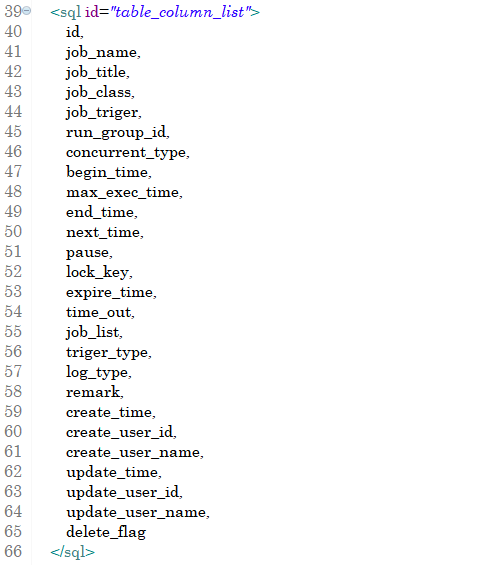 39 <sql id="table_column_list">
40 id,
41 job_name,
42 job_title,
43 job_class,
44 job_triger,
45 run_group_id,
46 concurrent_type,
47 begin_time,
48 max_exec_time,
49 end_time,
50 next_time,
51 pause,
52 lock_key,
53 expire_time,
54 time_out,
55 job_list,
56 triger_type,
57 log_type,
58 remark,
59 create_time,
60 create_user_id,
61 create_user_name,
62 update_time,
63 update_user_id,
64 update_user_name,
65 delete_flag
66 </sql>